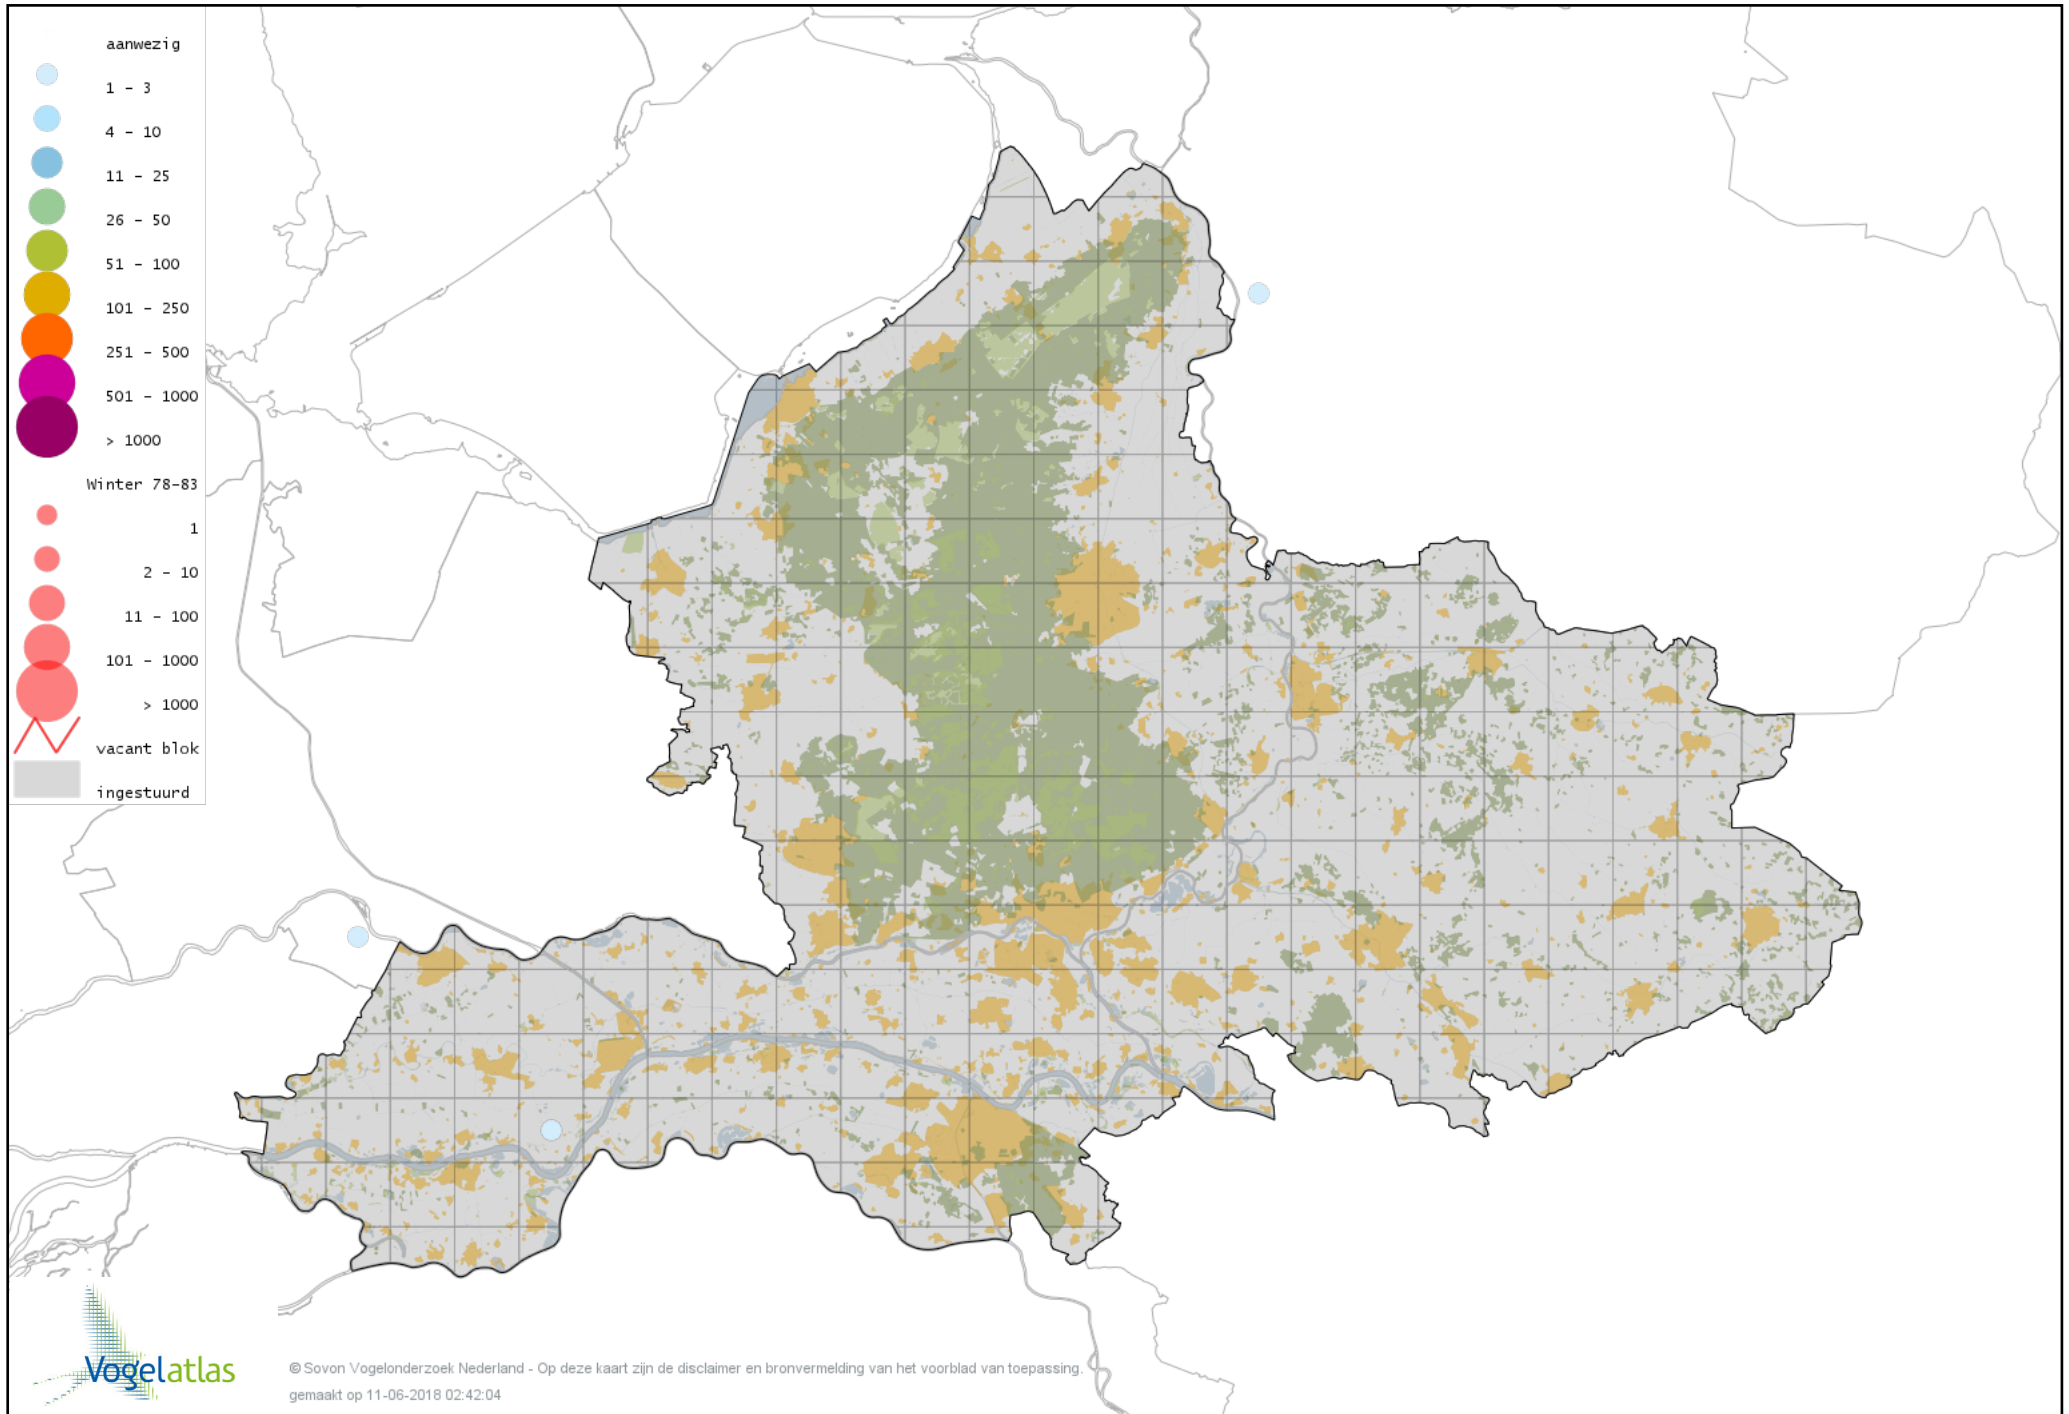 aanwezig
1 - 3
4 - 10
11 - 25
26 - 50
51 - 100
101 - 250
251 - 500
501 - 1000
> 1000
Winter 78-83
1
2 - 10
11 - 100
101 - 1000
> 1000
vacant blok
ingestuurd
Vogelatlas
© Sovon Vogelonderzoek Nederland - Op deze kaart zijn de disclaimer en bronvermelding van het voorblad van toepassing.
gemaakt op 11-06-2018 02:42:04